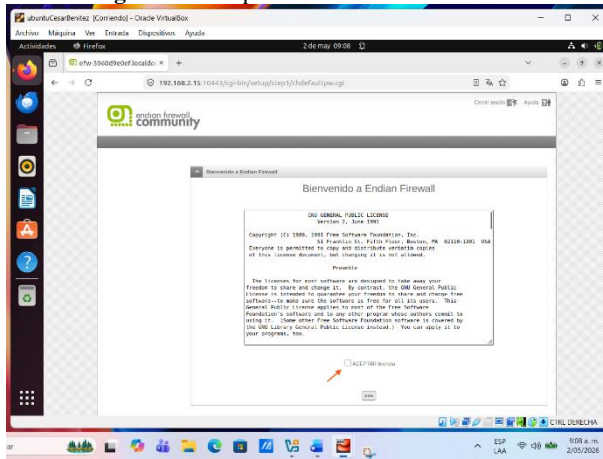 ubuntuCesarBenitez [Corriendo] - Oracle VirtualBox
Archivo Máquina Ver Entrada Dispositivos Ayuda
Actividades Firefox 2 de may 09:08
192.168.2.15:10443/cgi-bin/setup/step1/chdefaultpw.cgi
endian firewall
community
Cerrar sesión Ayuda
Bienvenido a Endian Firewall
Bienvenido a Endian Firewall
GNU GENERAL PUBLIC LICENSE
Version 2, June 1991
Copyright (C) 1989, 1991 Free Software Foundation, Inc.
51 Franklin St, Fifth Floor, Boston, MA 02110-1301 USA
Everyone is permitted to copy and distribute verbatim copies
of this license document, but changing it is not allowed.
Preamble
The licenses for most software are designed to take away your
freedom to share and change it. By contrast, the GNU General Public
License is intended to guarantee your freedom to share and change free
software--to make sure the software is free for all its users. This
General Public License applies to most of the Free Software
Foundation's software and to any other program whose authors commit to
using it. (Some other Free Software Foundation software is covered by
the GNU Library General Public License instead.) You can apply it to
your programs, too.
ACEPTAR licencia
>>>
CTRL DERECHA
ESP
LAA
9:08 a. m.
2/05/2026